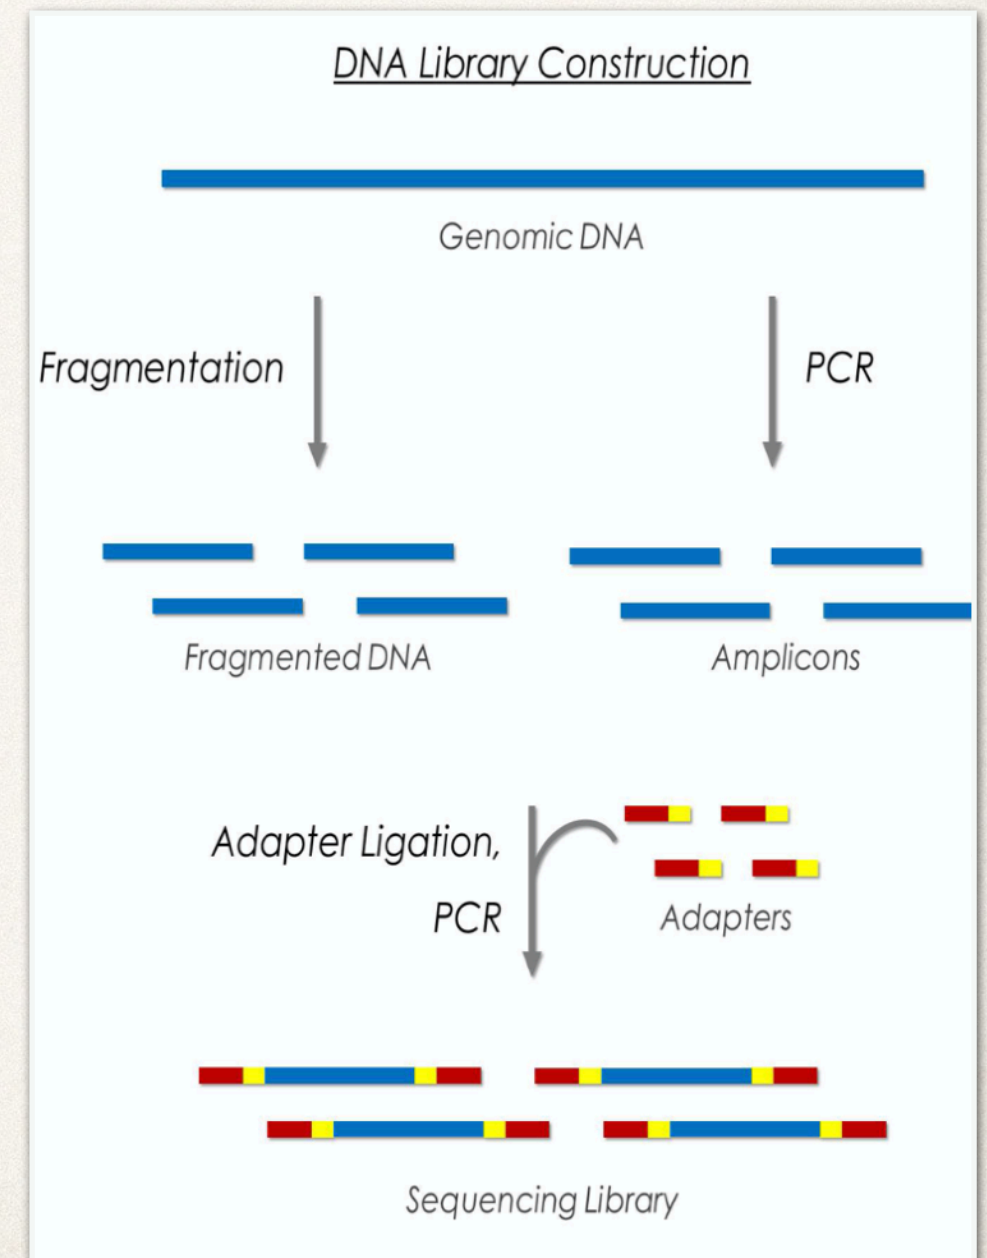 DNA Library Construction
Genomic DNA
Fragmentation
PCR
Fragmented DNA
Amplicons
Adapter Ligation,
PCR
Adapters
Sequencing Library